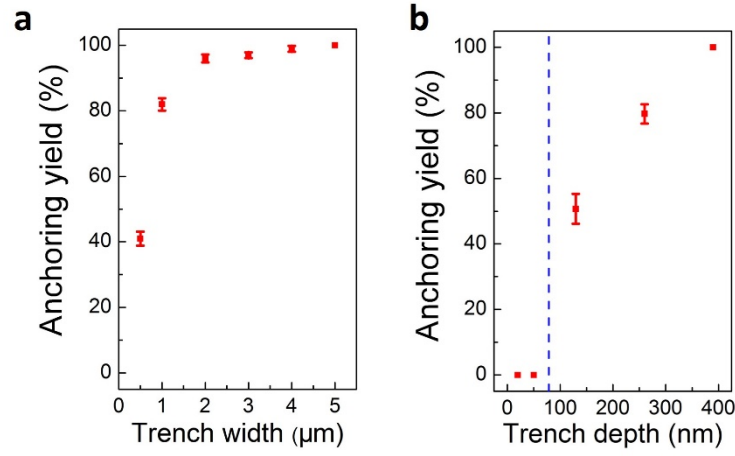 a
Anchoring yield (%)
100
80
60
40
20
0
0 1 2 3 4 5
Trench width (μm)
b
Anchoring yield (%)
100
80
60
40
20
0
0 100 200 300 400
Trench depth (nm)